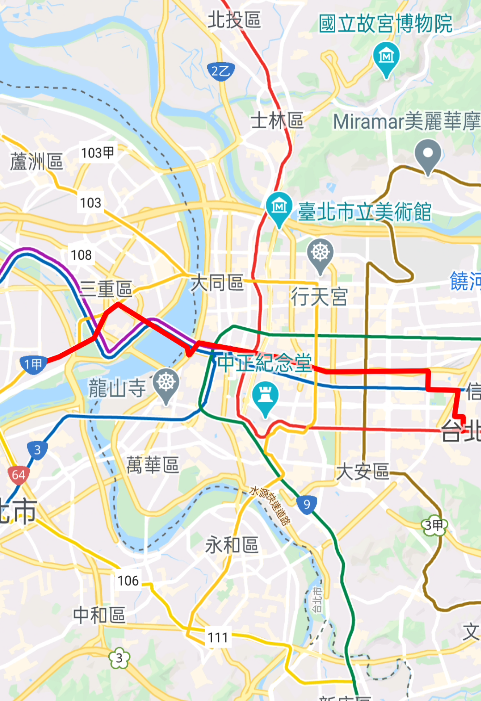 北投區
國立故宮博物院
2乙
士林區
Miramar美麗華摩
蘆洲區
103甲
103
臺北市立美術館
108
三重區
大同區
行天宮
饒河
1甲
中正紀念堂
龍山寺
信
台北
3
64
萬華區
大安區
北市
水源快速道路
9
3甲
永和區
106
台北市
中和區
111
文
3
新店區